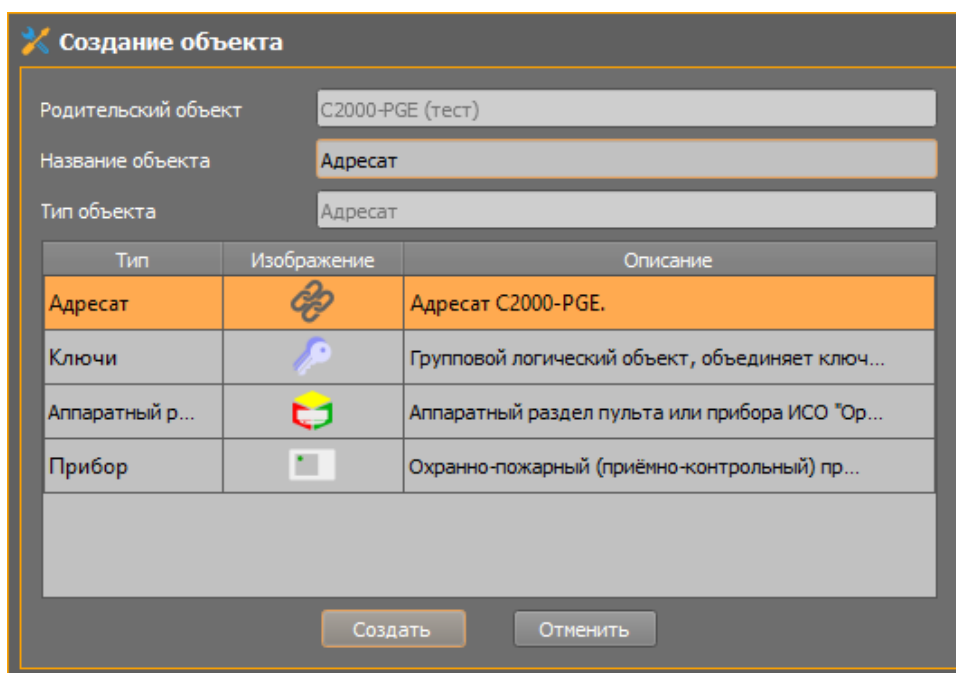 Создание объекта
Родительский объект C2000-PGE (тест)
Название объекта Адресат
Тип объекта Адресат
Тип Изображение Описание
Адресат Адресат C2000-PGE.
Ключи Групповой логический объект, объединяет ключ...
Аппаратный р... Аппаратный раздел пульта или прибора ИСО "Ор...
Прибор Охранно-пожарный (приёмно-контрольный) пр...
Создать Отменить